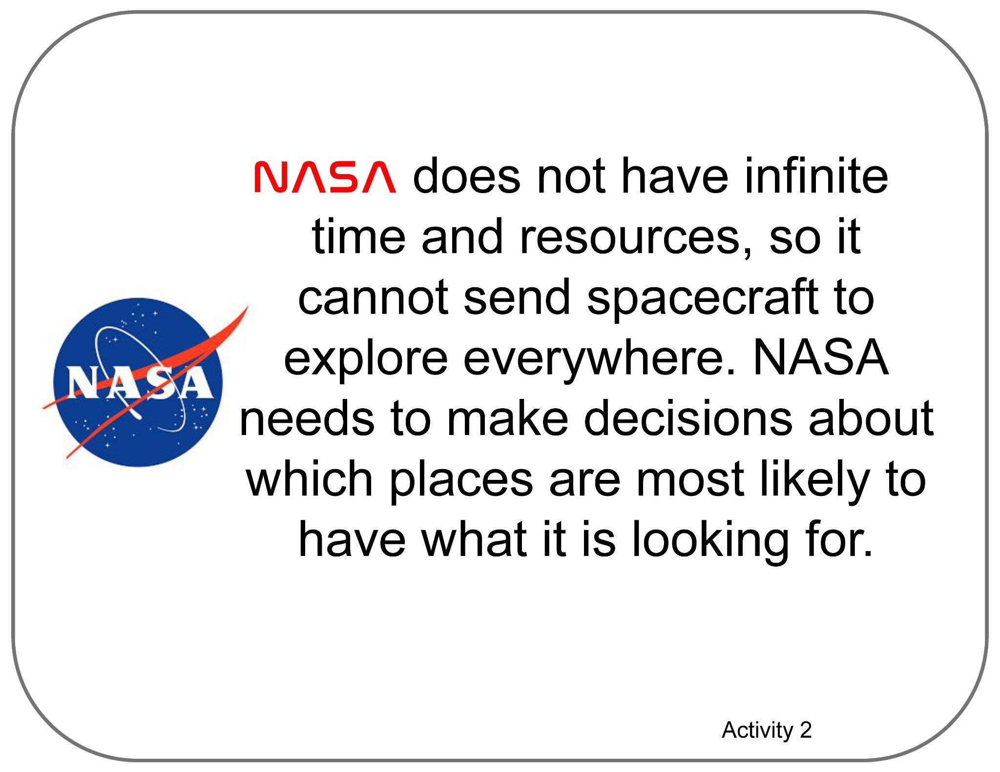 NASA does not have infinite
time and resources, so it
cannot send spacecraft to
explore everywhere. NASA
needs to make decisions about
which places are most likely to
have what it is looking for.
NASA
Activity 2